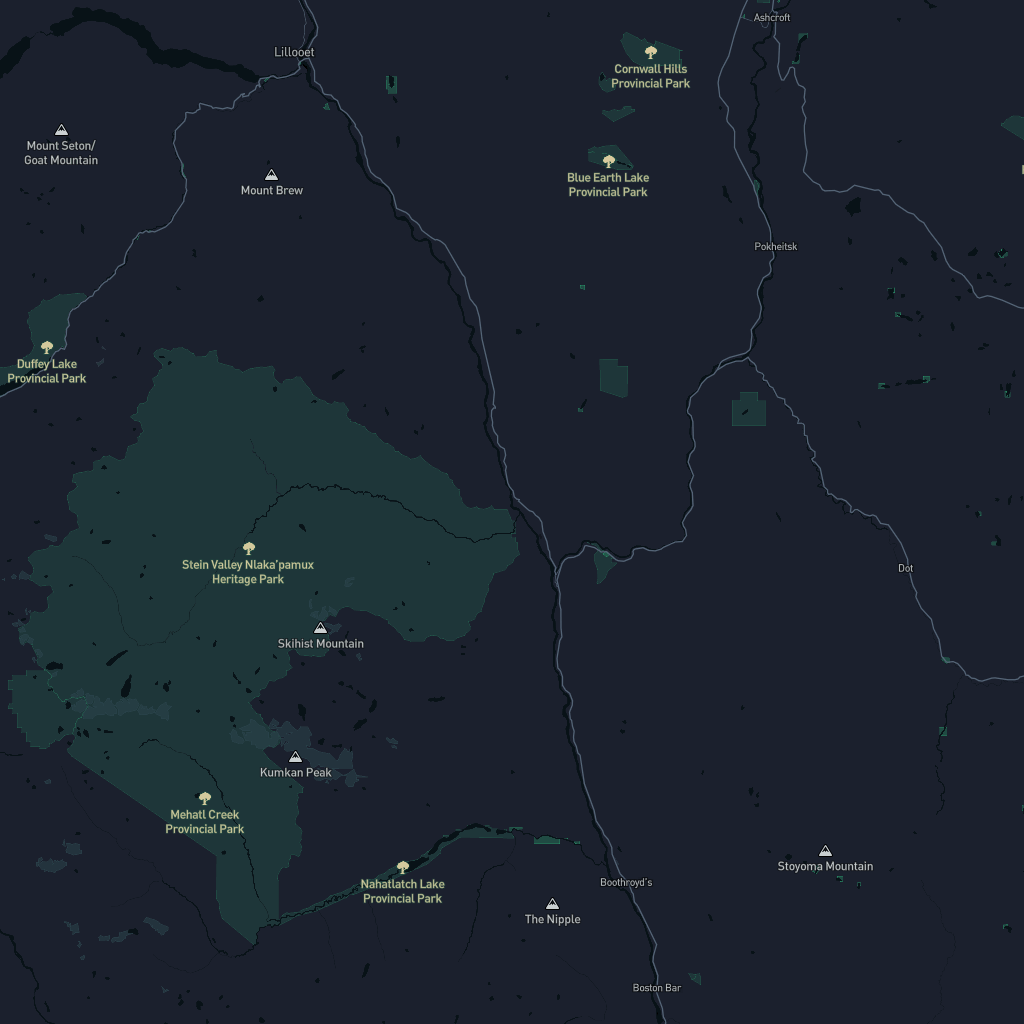 Ashcroft
Lillooet
Cornwall Hills
Provincial Park
Mount Seton/
Goat Mountain
Blue Earth Lake
Provincial Park
Mount Brew
Pokheitsk
Duffey Lake
Provincial Park
Stein Valley Nlaka'pamux
Heritage Park
Dot
Skihist Mountain
Kumkan Peak
Mehatl Creek
Provincial Park
Stoyoma Mountain
Nahatlatch Lake
Provincial Park
Boothroyd's
The Nipple
Boston Bar